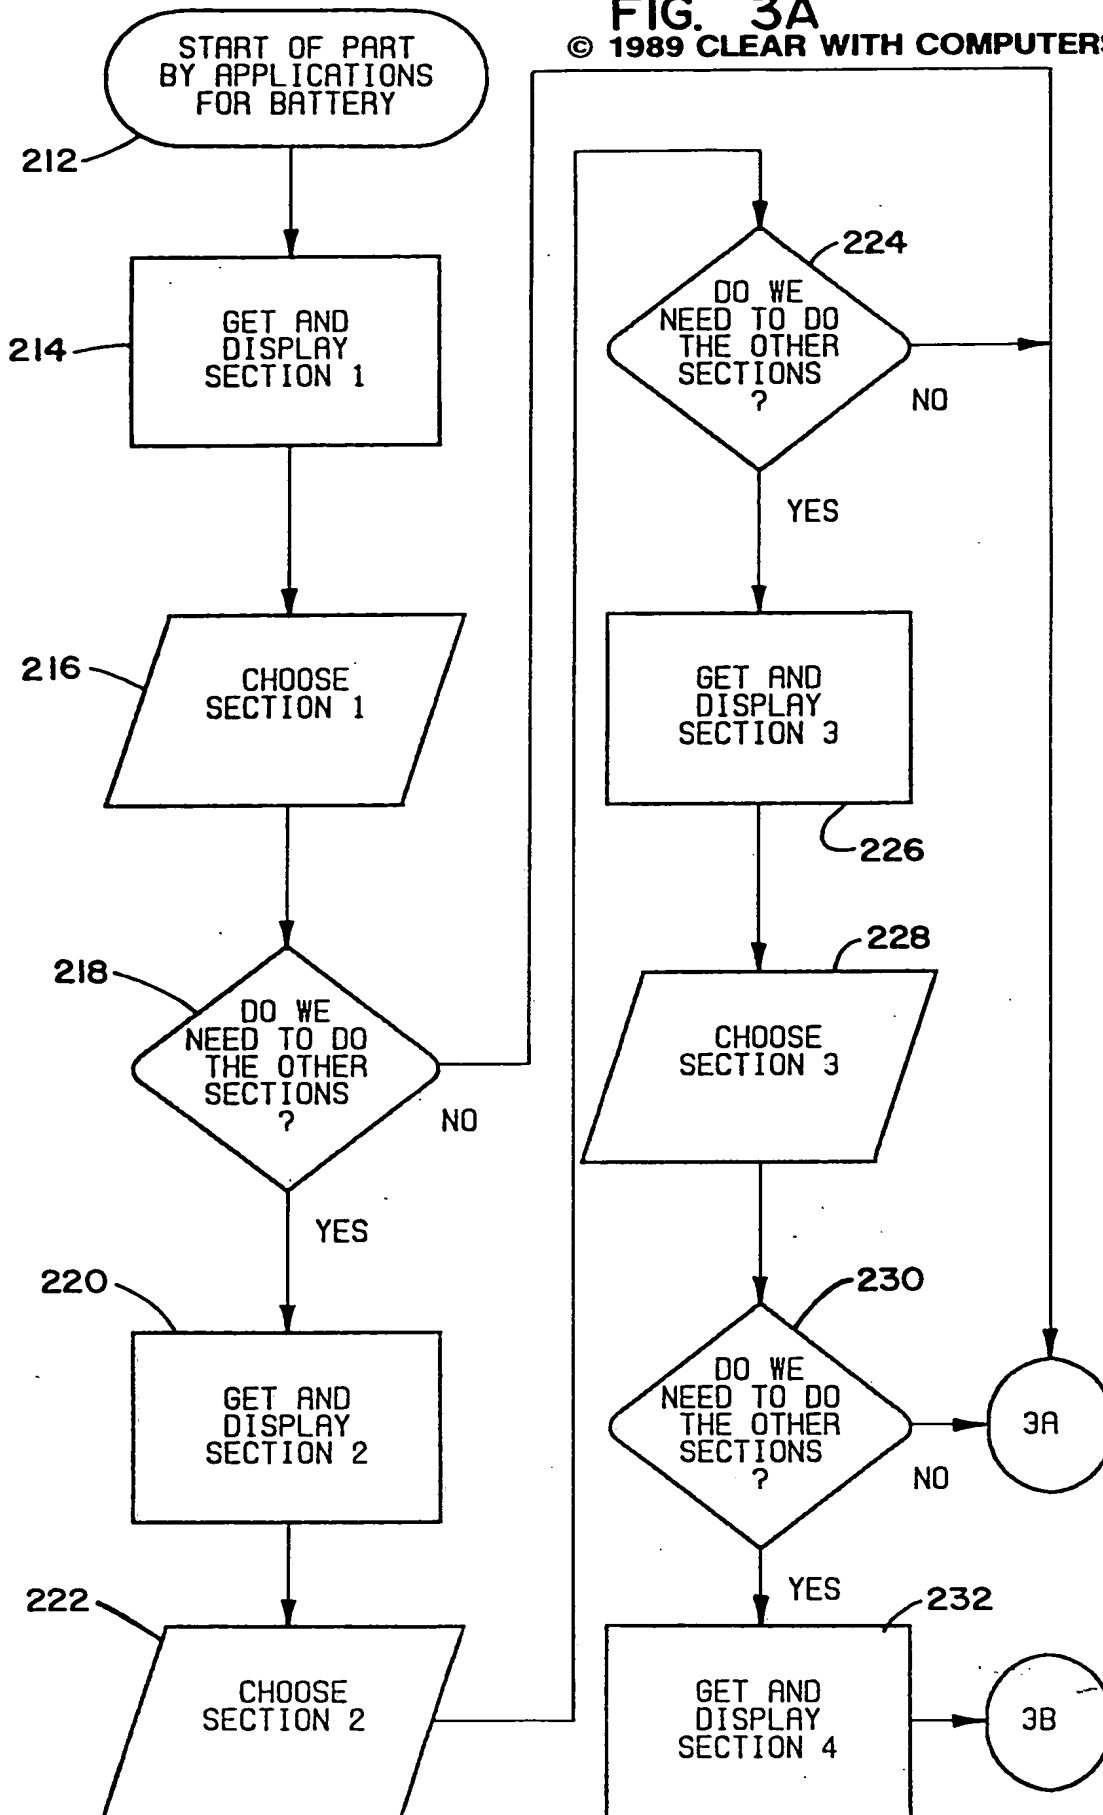 FIG. 3A
© 1989 CLEAR WITH COMPUTERS
START OF PART
BY APPLICATIONS
FOR BATTERY
212
GET AND
DISPLAY
SECTION 1
214
CHOOSE
SECTION 1
216
218
DO WE
NEED TO DO
THE OTHER
SECTIONS
?
NO
YES
220
GET AND
DISPLAY
SECTION 2
222
CHOOSE
SECTION 2
224
DO WE
NEED TO DO
THE OTHER
SECTIONS
?
NO
YES
GET AND
DISPLAY
SECTION 3
226
228
CHOOSE
SECTION 3
230
DO WE
NEED TO DO
THE OTHER
SECTIONS
?
NO
3A
YES
232
GET AND
DISPLAY
SECTION 4
3B